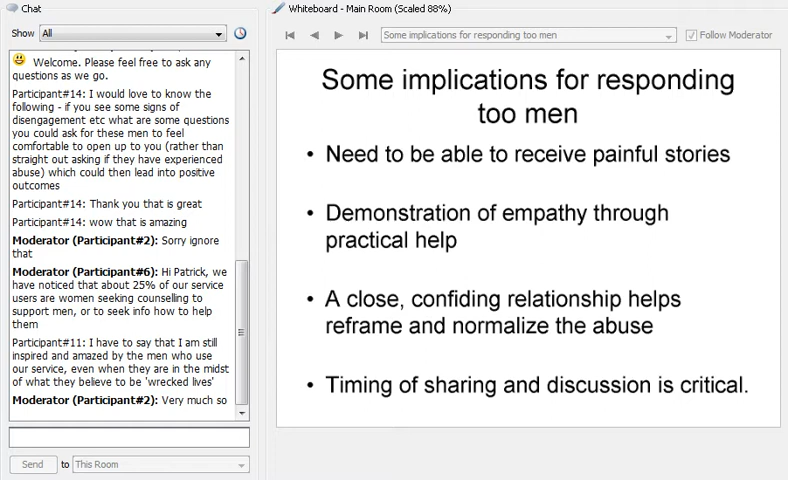 Chat
Show All
Welcome. Please feel free to ask any
questions as we go.
Participant#14: I would love to know the
following - if you see some signs of
disengagement etc what are some questions
you could ask for these men to feel
comfortable to open up to you (rather than
straight out asking if they have experienced
abuse) which could then lead into positive
outcomes
Participant#14: Thank you that is great
Participant#14: wow that is amazing
Moderator (Participant#2): Sorry ignore
that
Moderator (Participant#6): Hi Patrick, we
have noticed that about 25% of our service
users are women seeking counselling to
support men, or to seek info how to help
them
Participant#11: I have to say that I am still
inspired and amazed by the men who use
our service, even when they are in the midst
of what they believe to be 'wrecked lives'
Moderator (Participant#2): Very much so
Send to This Room
Whiteboard - Main Room (Scaled 88%)
Some implications for responding too men
Follow Moderator
Some implications for responding
too men
• Need to be able to receive painful stories
• Demonstration of empathy through
practical help
• A close, confiding relationship helps
reframe and normalize the abuse
• Timing of sharing and discussion is critical.